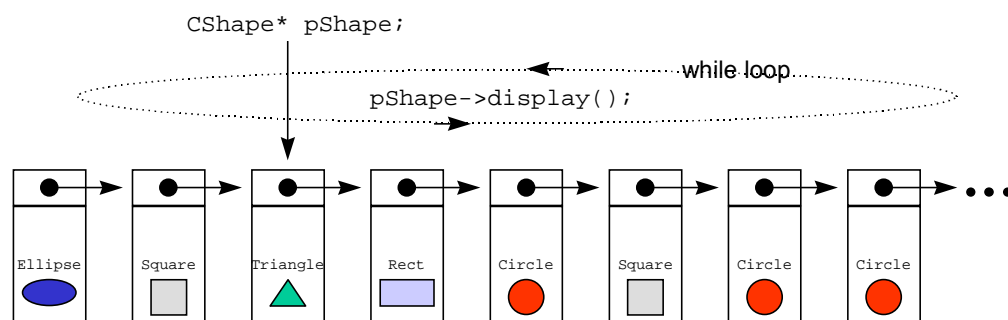 CShape* pShape;
while loop
pShape->display();
Ellipse Square Triangle Rect Circle Square Circle Circle